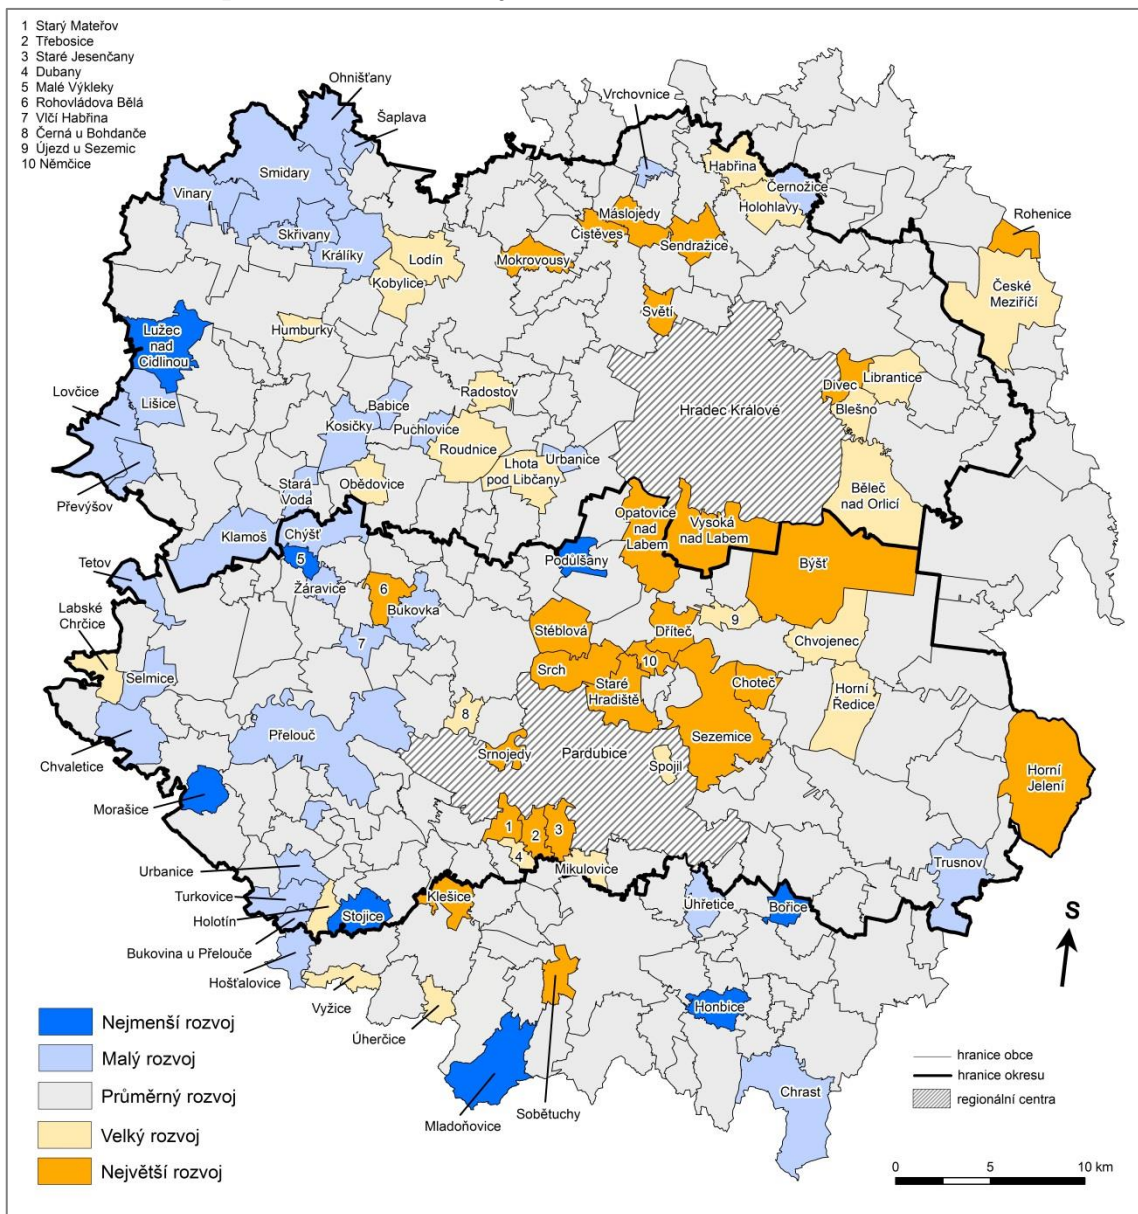 1 Starý Mateřov
2 Třebosice
3 Staré Jesenčany
4 Dubany
5 Malé Výkleky
6 Rohovládova Bělá
7 Vlčí Habřina
8 Černá u Bohdanče
9 Újezd u Sezemic
10 Němčice
Ohnišťany
Šaplava
Vrchovnice
Smidary
Vinary
Skřivany
Králíky
Lodín
Kobylice
Humburky
Habřina
Černožice
Holohlavy
Máslojedy
Čistěves
Sendražice
Mokrovousy
Rohenice
České
Meziříčí
Světí
Lužec
nad
Cidlinou
Lovčice
Lišice
Převýšov
Babice
Kosičky
Puchlovice
Radostov
Roudnice
Urbanice
Lhota
pod Libčany
Obědovice
Stará
Voda
Hradec Králové
Divec
Librantice
Blešno
Běleč
nad Orlicí
Klamoš
Chýšť
5
Žáravice
Tetov
Labské
Chrčice
Selmice
Chvaletice
6
Bukovka
7
Podůlšany
Opatovice
nad
Labem
Vysoká
nad Labem
Býšť
Stéblová
Dříteč
9
Chvojenec
Srch
10
Staré
Hradiště
Choteč
Horní
Ředice
Sezemice
8
Přelouč
Srnojedy
Pardubice
Spojil
Morašice
Horní
Jelení
1
2
3
4
Mikulovice
Urbanice
Turkovice
Holotín
Bukovina u Přelouče
Hošťalovice
Stojice
Klešice
Úhřetice
Bořice
Trusnov
Vyžice
Úherčice
Honbice
Mladoňovice
Sobětuchy
Chrast
S
Nejmenší rozvoj
Malý rozvoj
Průměrný rozvoj
Velký rozvoj
Největší rozvoj
hranice obce
hranice okresu
regionální centra
0 5 10 km